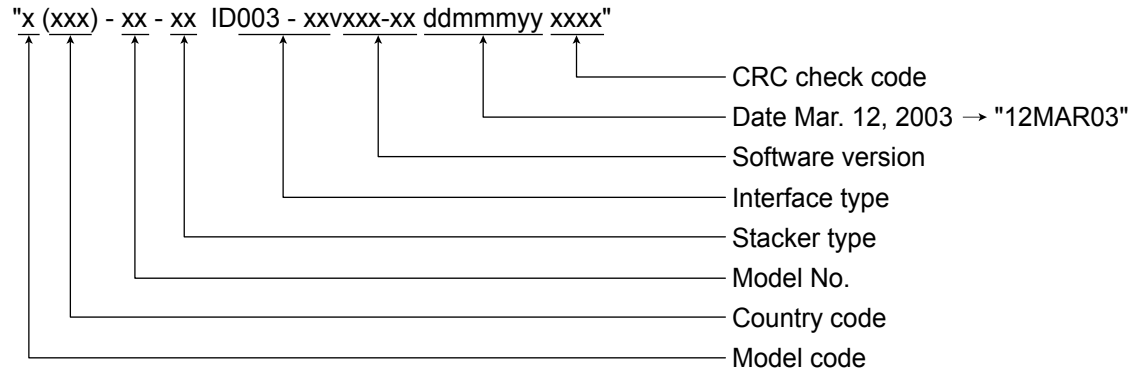 "x (xxx) - xx - xx  ID003 - xxvxxx-xx ddmmmyy xxxx"
CRC check code
Date Mar. 12, 2003 → "12MAR03"
Software version
Interface type
Stacker type
Model No.
Country code
Model code